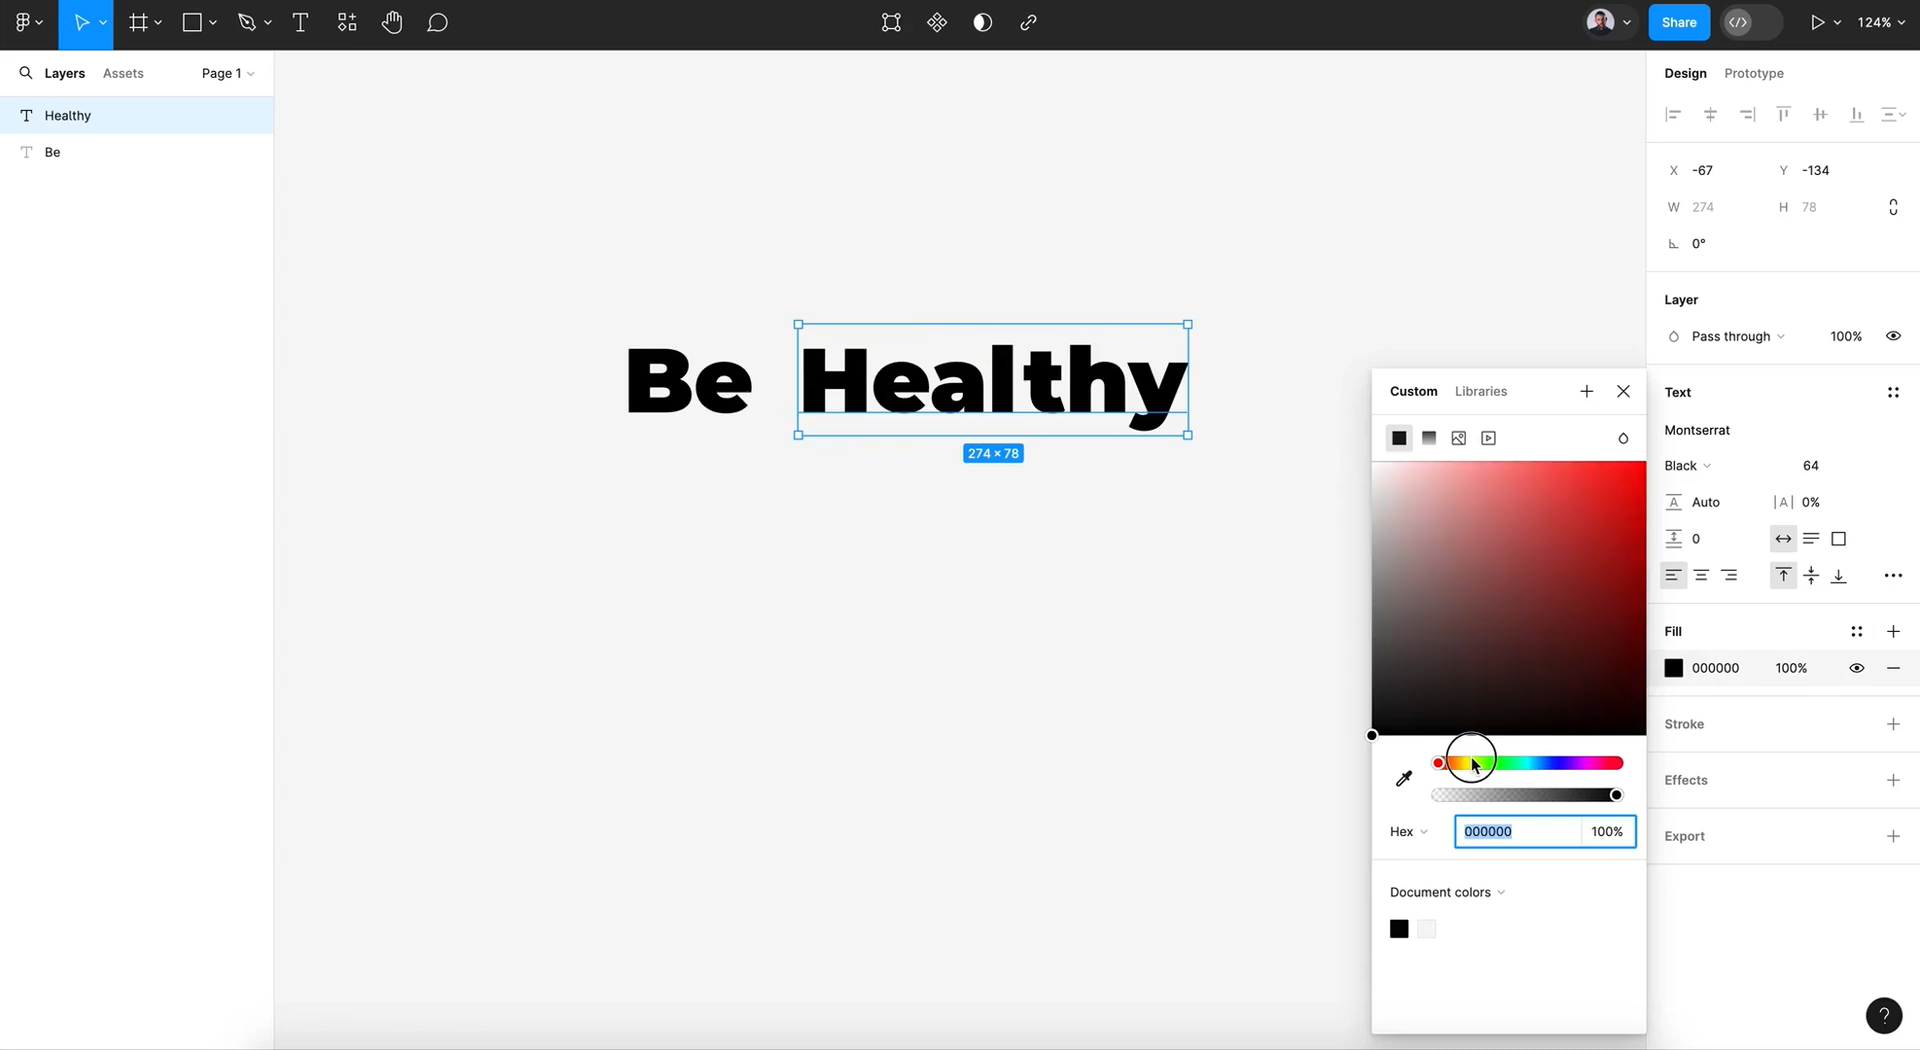 Share
124%
Layers Assets Page 1
Healthy
Be
Be Healthy
274 × 78
Custom Libraries
Hex 000000 100%
Document colors
Design Prototype
X -67 Y -134
W 274 H 78
0°
Layer
Pass through 100%
Text
Montserrat
Black 64
A Auto |A| 0%
0
Fill
000000 100%
Stroke
Effects
Export
?